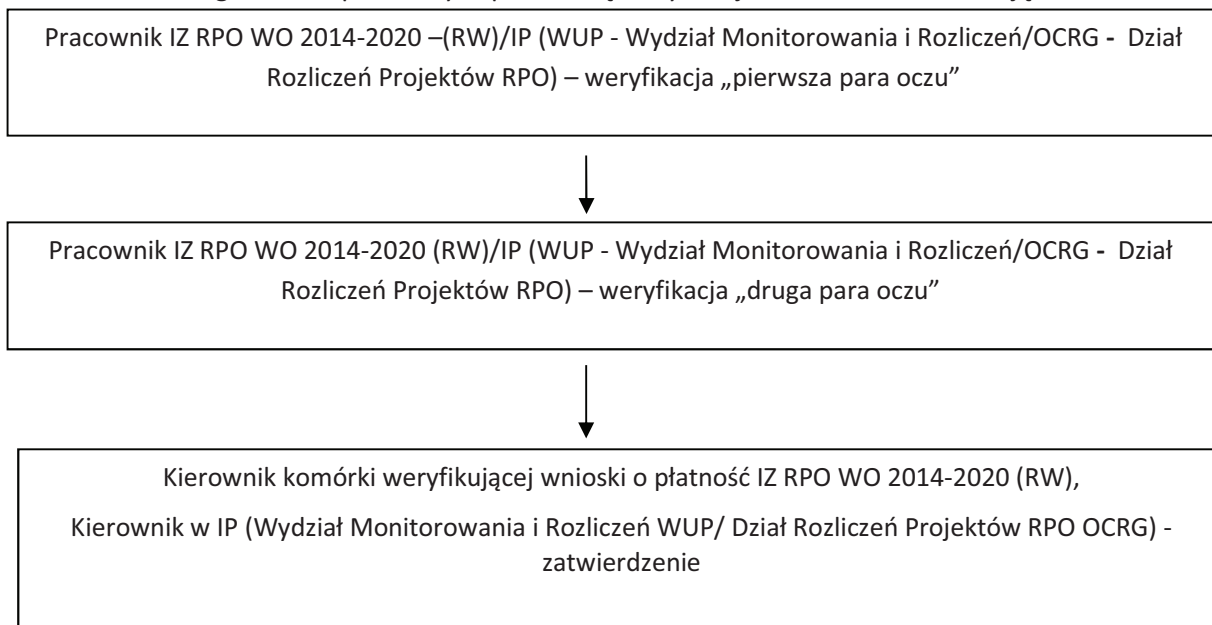 Pracownik IZ RPO WO 2014-2020 –(RW)/IP (WUP - Wydział Monitorowania i Rozliczeń/OCRG - Dział
Rozliczeń Projektów RPO) – weryfikacja „pierwsza para oczu”
Pracownik IZ RPO WO 2014-2020 (RW)/IP (WUP - Wydział Monitorowania i Rozliczeń/OCRG - Dział
Rozliczeń Projektów RPO) – weryfikacja „druga para oczu”
Kierownik komórki weryfikującej wnioski o płatność IZ RPO WO 2014-2020 (RW),
Kierownik w IP (Wydział Monitorowania i Rozliczeń WUP/ Dział Rozliczeń Projektów RPO OCRG) -
zatwierdzenie